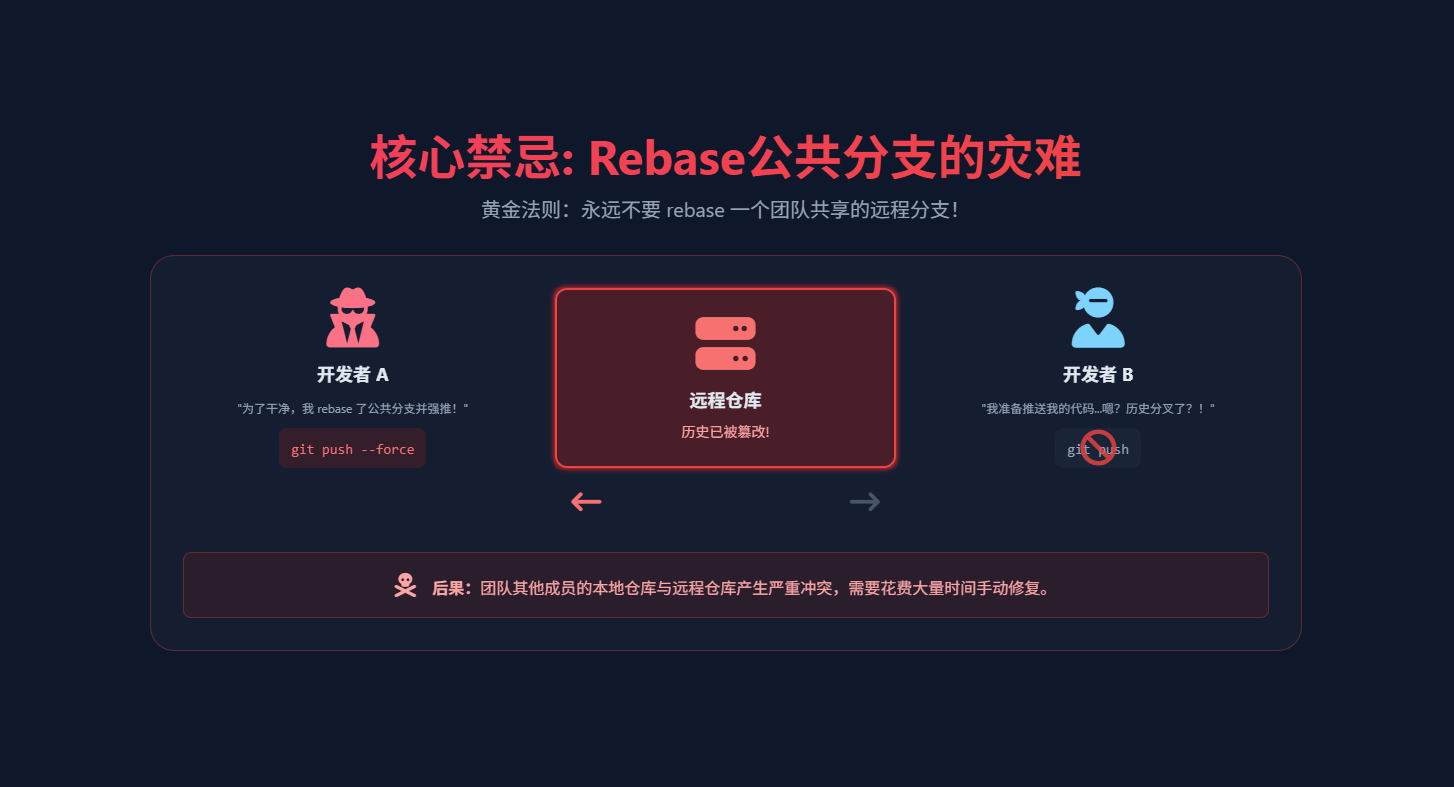 核心禁忌: Rebase公共分支的灾难
黄金法则：永远不要 rebase 一个团队共享的远程分支！
开发者 A
"为了干净，我 rebase 了公共分支并强推！"
git push --force
远程仓库
历史已被篡改!
开发者 B
"我准备推送我的代码...嗯？历史分叉了？！"
git push
后果：团队其他成员的本地仓库与远程仓库产生严重冲突，需要花费大量时间手动修复。